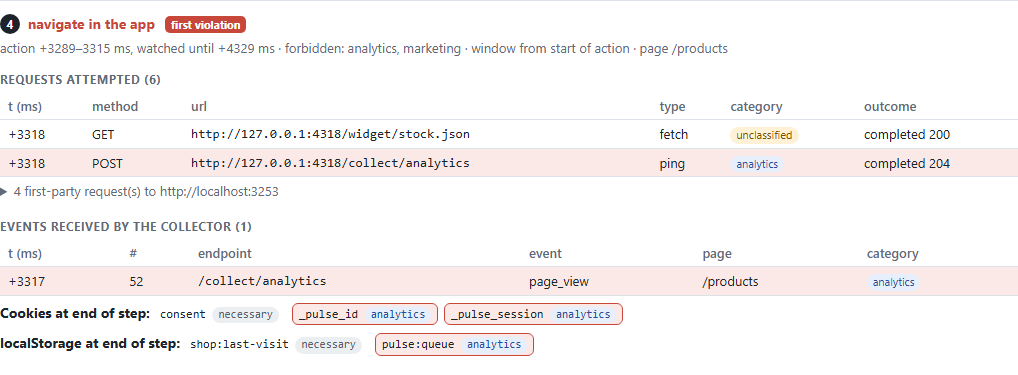 4 navigate in the app first violation
action +3289–3315 ms, watched until +4329 ms · forbidden: analytics, marketing · window from start of action · page /products
REQUESTS ATTEMPTED (6)
t (ms) method url type category outcome
+3318 GET http://127.0.0.1:4318/widget/stock.json fetch unclassified completed 200
+3318 POST http://127.0.0.1:4318/collect/analytics ping analytics completed 204
▶ 4 first-party request(s) to http://localhost:3253
EVENTS RECEIVED BY THE COLLECTOR (1)
t (ms) # endpoint event page category
+3317 52 /collect/analytics page_view /products analytics
Cookies at end of step: consent necessary _pulse_id analytics _pulse_session analytics
localStorage at end of step: shop:last-visit necessary pulse:queue analytics